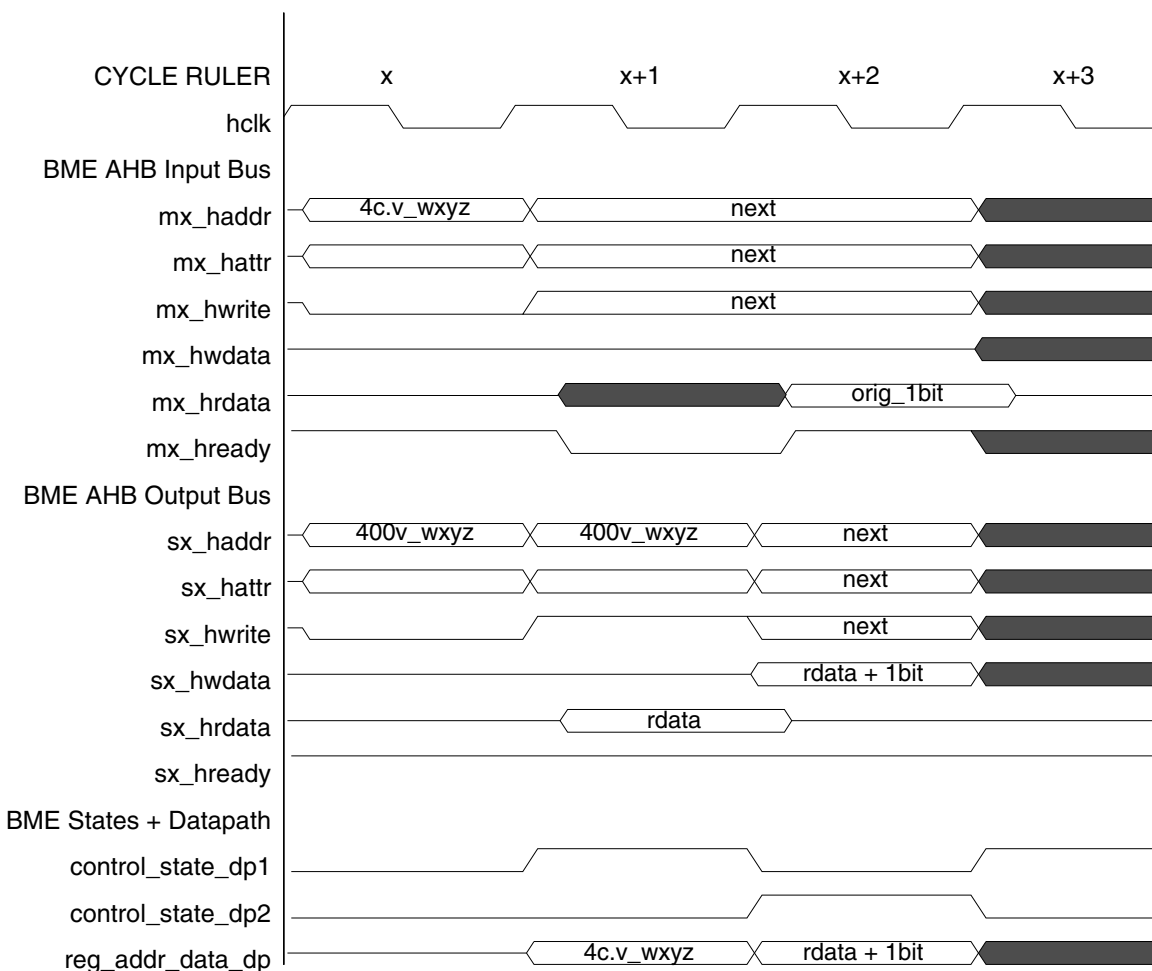 CYCLE RULER x x+1 x+2 x+3
hclk
BME AHB Input Bus
mx_haddr 4c.v_wxyz next
mx_hattr next
mx_hwrite next
mx_hwdata
mx_hrdata orig_1bit
mx_hready
BME AHB Output Bus
sx_haddr 400v_wxyz 400v_wxyz next
sx_hattr next
sx_hwrite next
sx_hwdata rdata + 1bit
sx_hrdata rdata
sx_hready
BME States + Datapath
control_state_dp1
control_state_dp2
reg_addr_data_dp 4c.v_wxyz rdata + 1bit